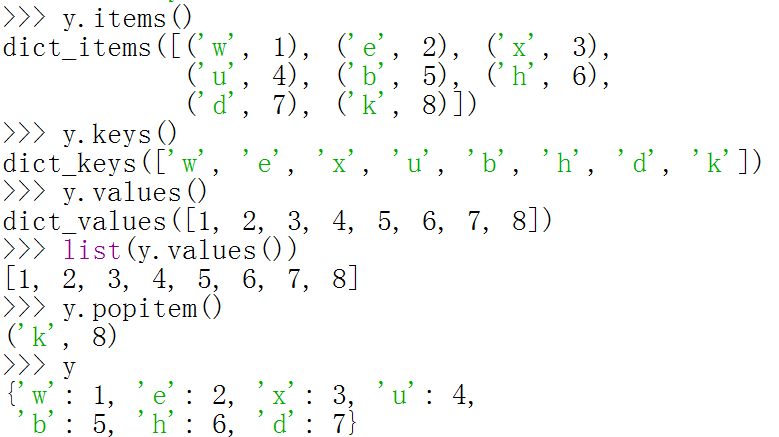 >>> y.items()
dict_items([('w', 1), ('e', 2), ('x', 3),
('u', 4), ('b', 5), ('h', 6),
('d', 7), ('k', 8)])
>>> y.keys()
dict_keys(['w', 'e', 'x', 'u', 'b', 'h', 'd', 'k'])
>>> y.values()
dict_values([1, 2, 3, 4, 5, 6, 7, 8])
>>> list(y.values())
[1, 2, 3, 4, 5, 6, 7, 8]
>>> y.popitem()
('k', 8)
>>> y
{'w': 1, 'e': 2, 'x': 3, 'u': 4,
'b': 5, 'h': 6, 'd': 7}